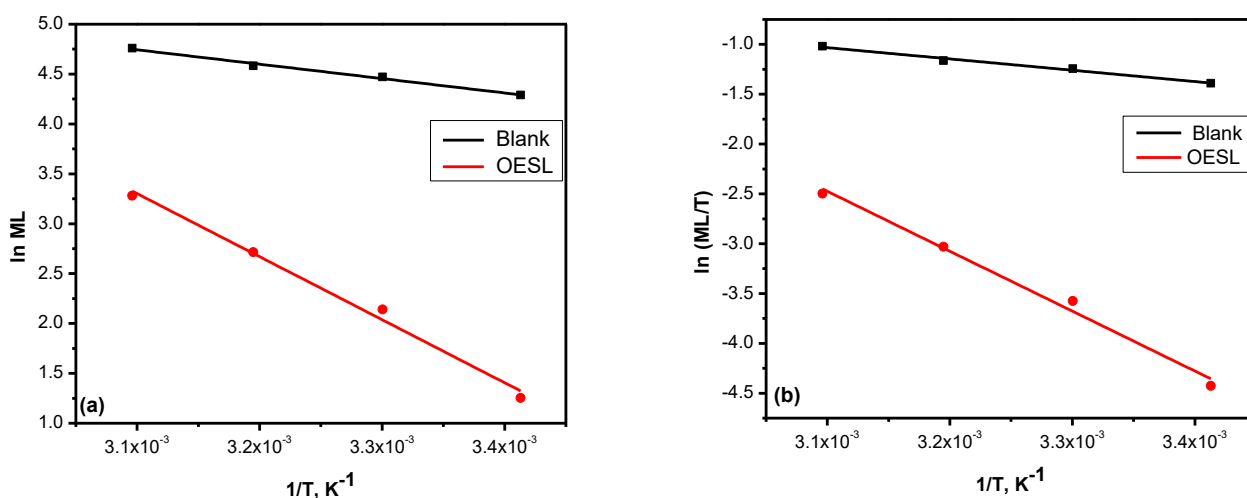 5.0
4.5
4.0
3.5
3.0
2.5
2.0
1.5
1.0
ln ML
Blank
OESL
(a)
3.1x10⁻³
3.2x10⁻³
3.3x10⁻³
3.4x10⁻³
1/T, K⁻¹
-1.0
-1.5
-2.0
-2.5
-3.0
-3.5
-4.0
-4.5
ln (ML/T)
Blank
OESL
(b)
3.1x10⁻³
3.2x10⁻³
3.3x10⁻³
3.4x10⁻³
1/T, K⁻¹